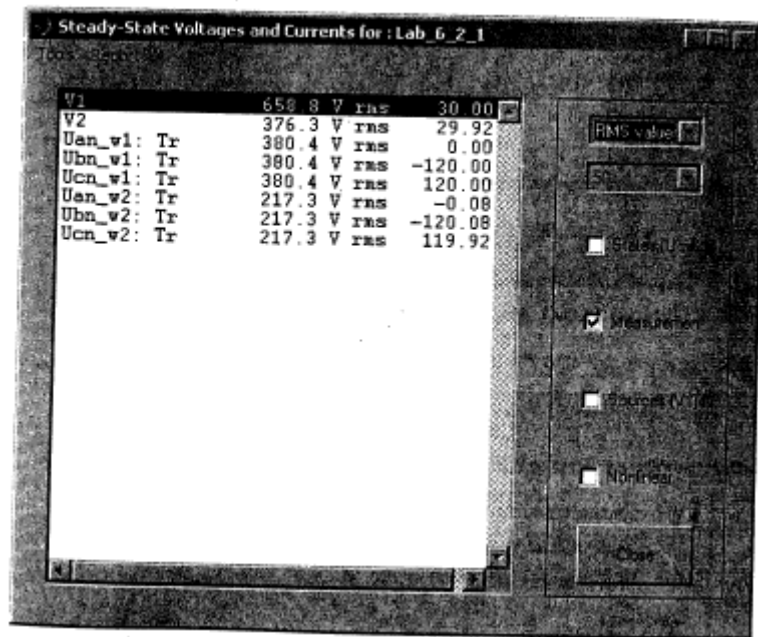 Steady-State Voltages and Currents for : Lab_6_2_1
V1 658.8 V rms 30.00
V2 376.3 V rms 29.92
Uan_w1: Tr 380.4 V rms 0.00
Ubn_w1: Tr 380.4 V rms -120.00
Ucn_w1: Tr 380.4 V rms 120.00
Uan_w2: Tr 217.3 V rms -0.08
Ubn_w2: Tr 217.3 V rms -120.08
Ucn_w2: Tr 217.3 V rms 119.92
RMS value
Measurement
Nonlinear
Close